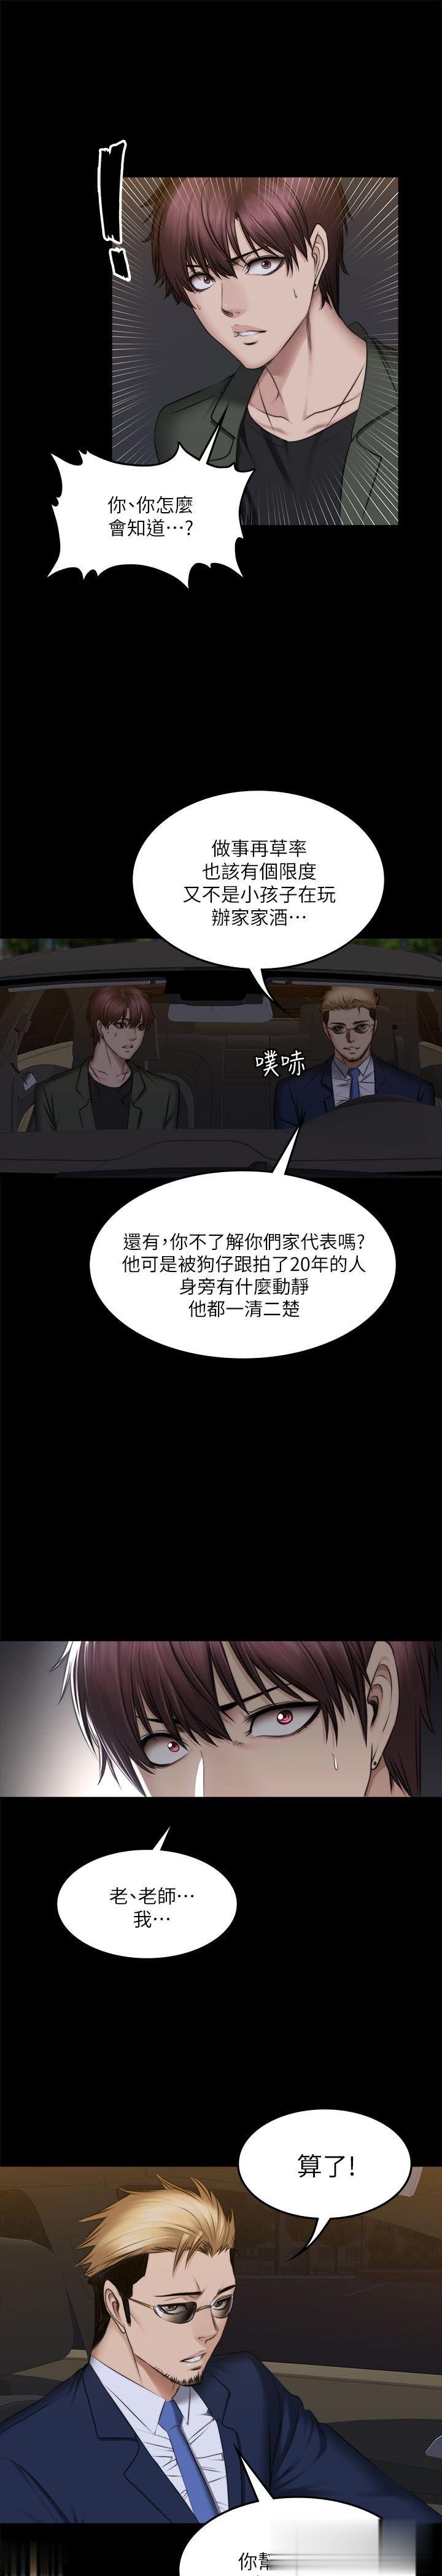 你、你怎麼
會知道…?
做事再草率
也該有個限度
又不是小孩子在玩
辦家家酒…
噗哧
還有,你不了解你們家代表嗎?
他可是被狗仔跟拍了20年的人
身旁有什麼動靜
他都一清二楚
老、老師…
我…
算了!
你幫